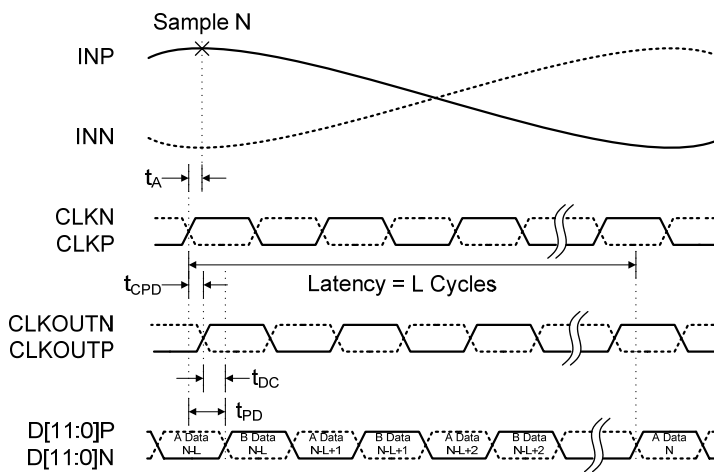 Sample N
INP
INN
tA
CLKN
CLKP
tCPD
Latency = L Cycles
CLKOUTN
CLKOUTP
tDC
tPD
D[11:0]P
D[11:0]N
A Data
N-L
B Data
N-L
A Data
N-L+1
B Data
N-L+1
A Data
N-L+2
B Data
N-L+2
A Data
N